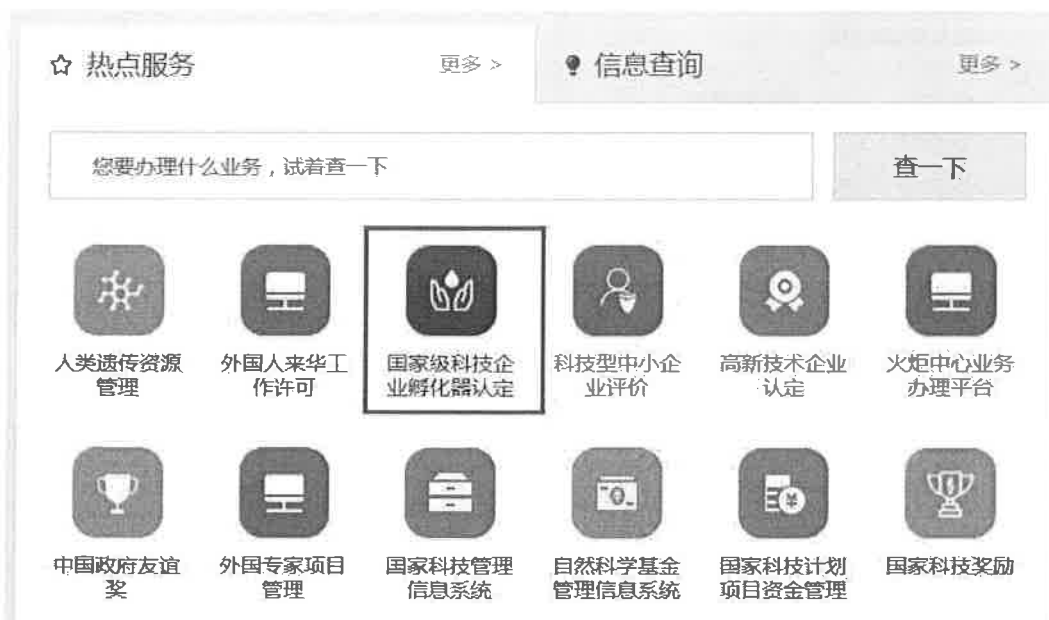 热点服务 更多 >
信息查询 更多 >
您要办理什么业务，试着查一下
查一下
人类遗传资源
管理
外国人来华工
作许可
国家级科技企
业孵化器认定
科技型中小企
业评价
高新技术企业
认定
火炬中心业务
办理平台
中国政府友谊
奖
外国专家项目
管理
国家科技管理
信息系统
自然科学基金
管理信息系统
国家科技计划
项目资金管理
国家科技奖励